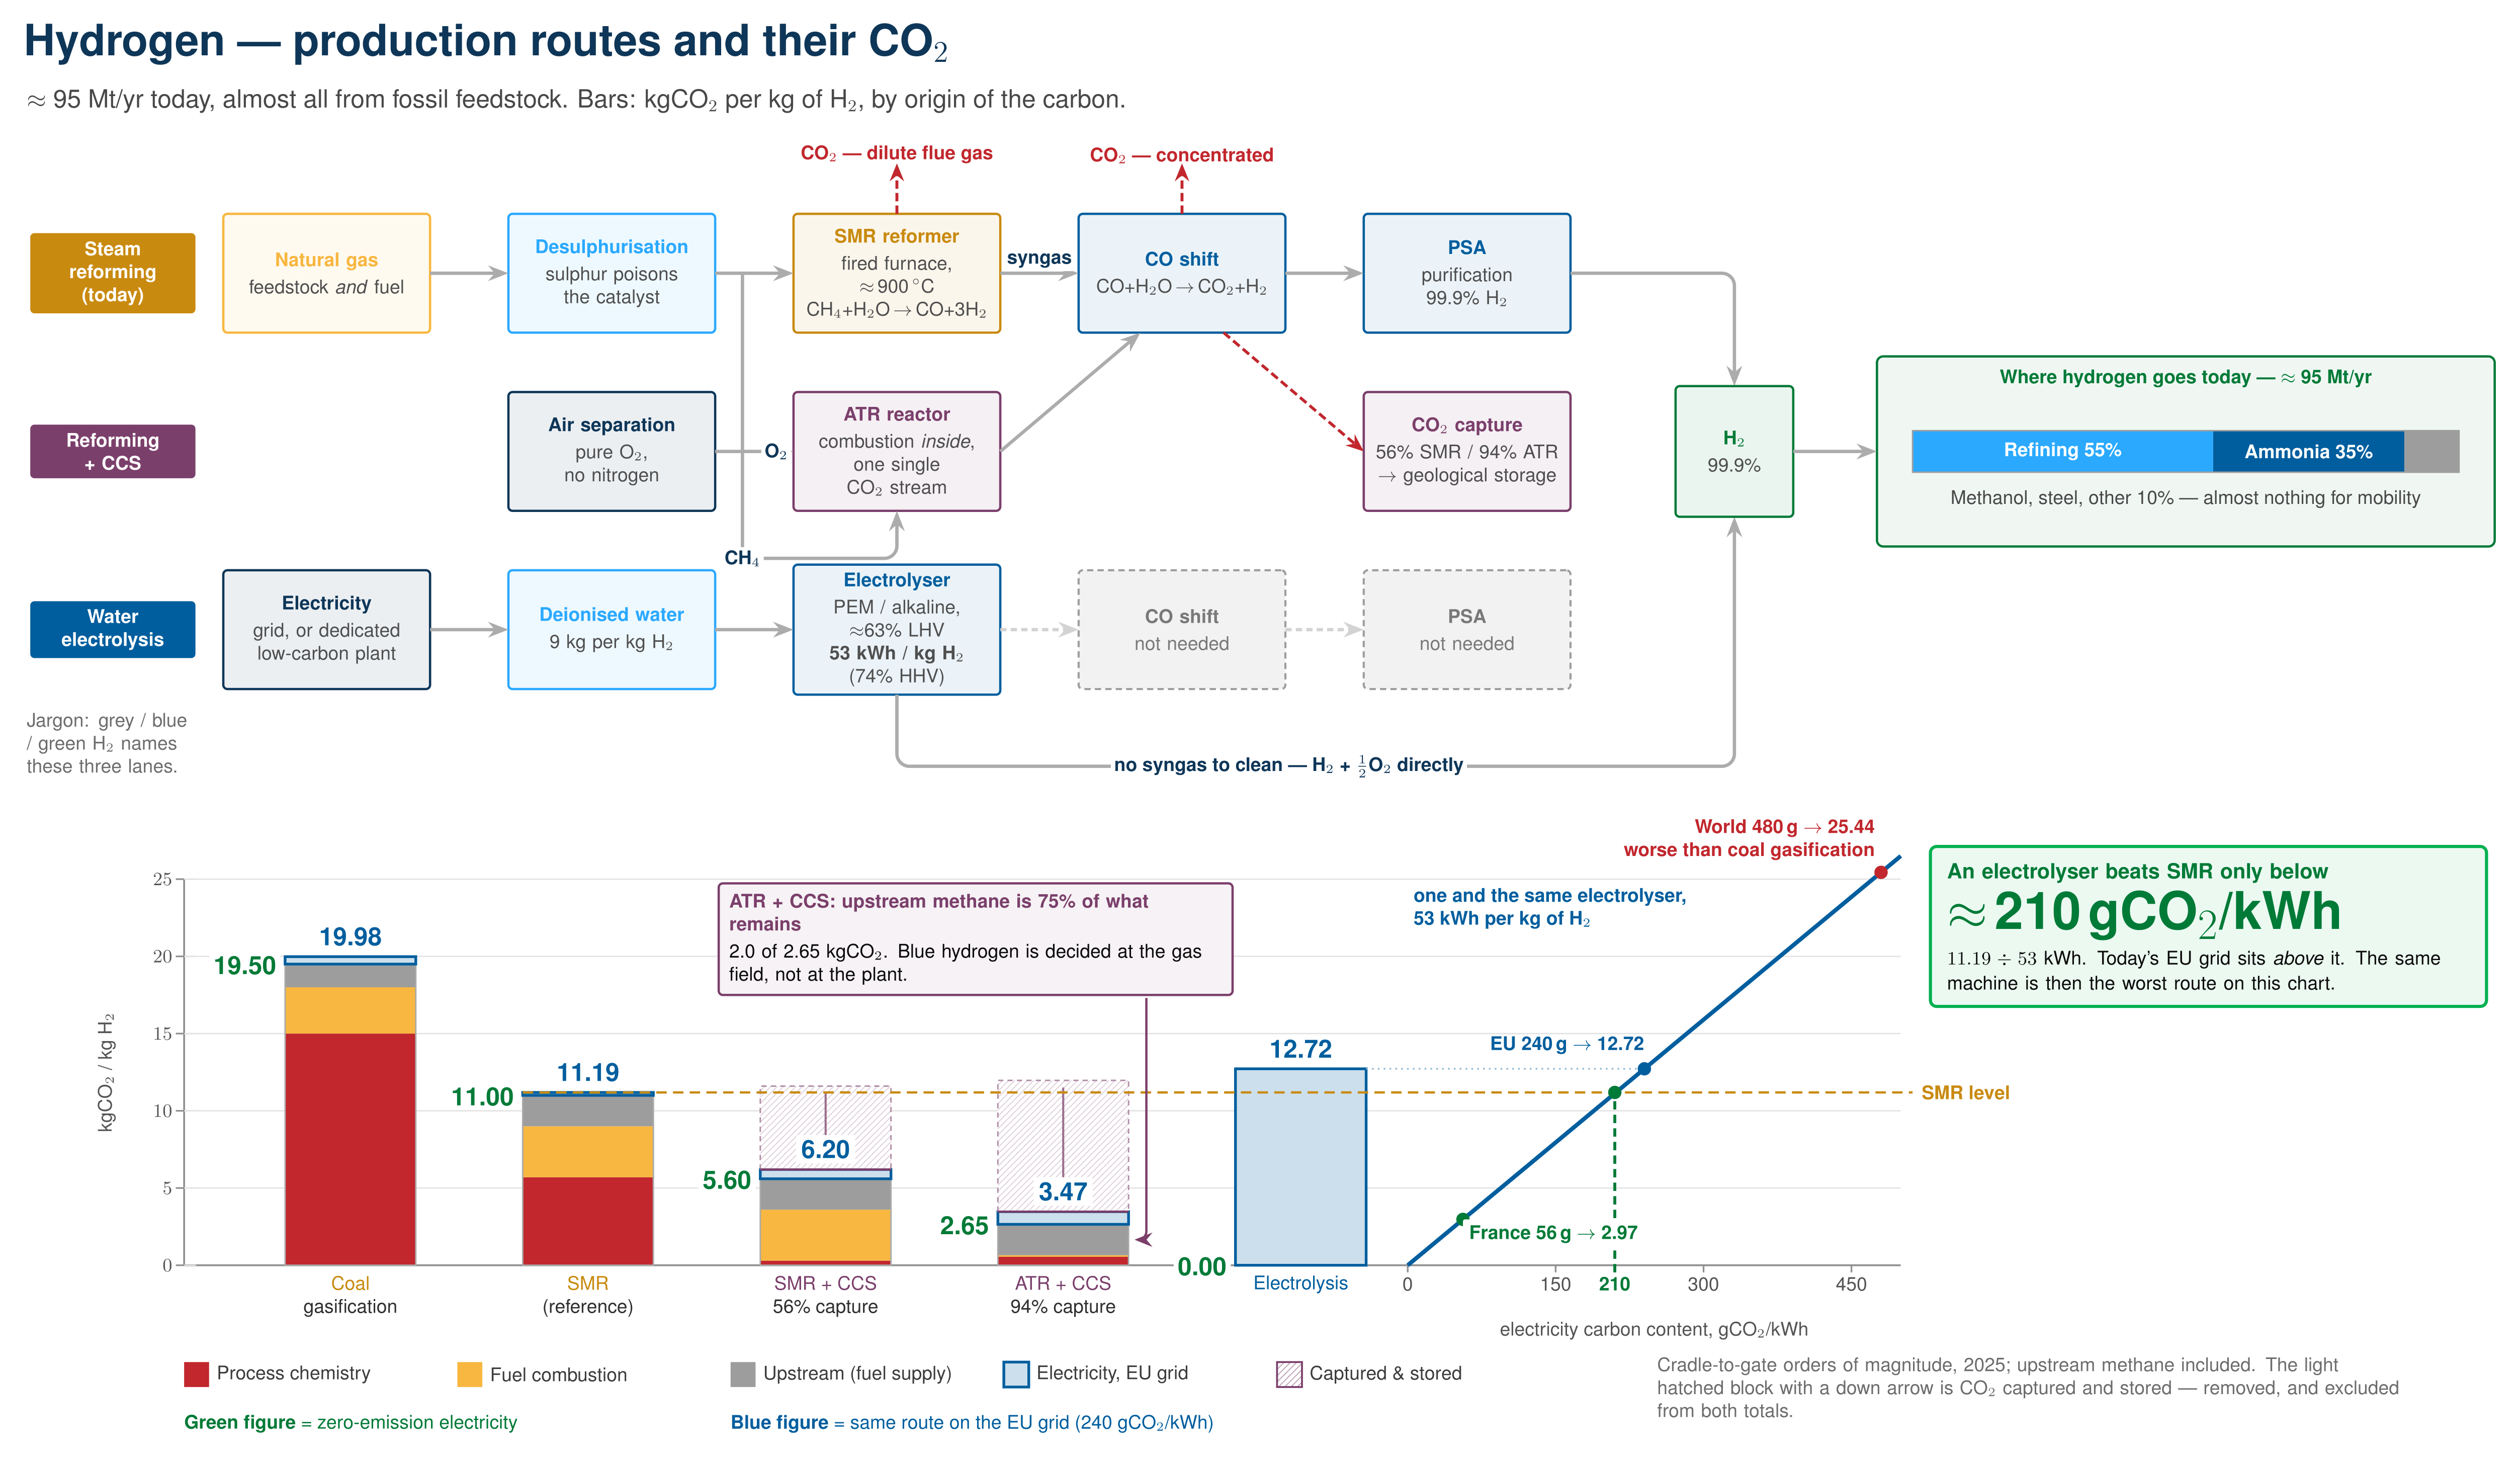 Hydrogen — production routes and their CO₂
≈ 95 Mt/yr today, almost all from fossil feedstock. Bars: kgCO₂ per kg of H₂, by origin of the carbon.
CO₂ — dilute flue gas
CO₂ — concentrated
Steam
reforming
(today)
Natural gas
feedstock and fuel
Desulphurisation
sulphur poisons
the catalyst
SMR reformer
fired furnace,
≈900 °C
CH₄+H₂O→CO+3H₂
syngas
CO shift
CO+H₂O→CO₂+H₂
PSA
purification
99.9% H₂
Reforming
+ CCS
Air separation
pure O₂,
no nitrogen
O₂
ATR reactor
combustion inside,
one single
CO₂ stream
CO₂ capture
56% SMR / 94% ATR
→ geological storage
H₂
99.9%
Where hydrogen goes today — ≈ 95 Mt/yr
Refining 55%
Ammonia 35%
Methanol, steel, other 10% — almost nothing for mobility
CH₄
Water
electrolysis
Electricity
grid, or dedicated
low-carbon plant
Deionised water
9 kg per kg H₂
Electrolyser
PEM / alkaline,
≈63% LHV
53 kWh / kg H₂
(74% HHV)
CO shift
not needed
PSA
not needed
Jargon: grey / blue
/ green H₂ names
these three lanes.
no syngas to clean — H₂ + ½O₂ directly
kgCO₂ / kg H₂
25
20
15
10
5
0
19.98
19.50
11.19
11.00
6.20
5.60
3.47
2.65
12.72
0.00
ATR + CCS: upstream methane is 75% of what
remains
2.0 of 2.65 kgCO₂. Blue hydrogen is decided at the gas
field, not at the plant.
World 480 g → 25.44
worse than coal gasification
one and the same electrolyser,
53 kWh per kg of H₂
EU 240 g → 12.72
SMR level
France 56 g → 2.97
An electrolyser beats SMR only below
≈ 210 gCO₂/kWh
11.19 ÷ 53 kWh. Today's EU grid sits above it. The same
machine is then the worst route on this chart.
Coal
gasification
SMR
(reference)
SMR + CCS
56% capture
ATR + CCS
94% capture
Electrolysis
0
150
210
300
450
electricity carbon content, gCO₂/kWh
Process chemistry
Fuel combustion
Upstream (fuel supply)
Electricity, EU grid
Captured & stored
Green figure = zero-emission electricity
Blue figure = same route on the EU grid (240 gCO₂/kWh)
Cradle-to-gate orders of magnitude, 2025; upstream methane included. The light
hatched block with a down arrow is CO₂ captured and stored — removed, and excluded
from both totals.